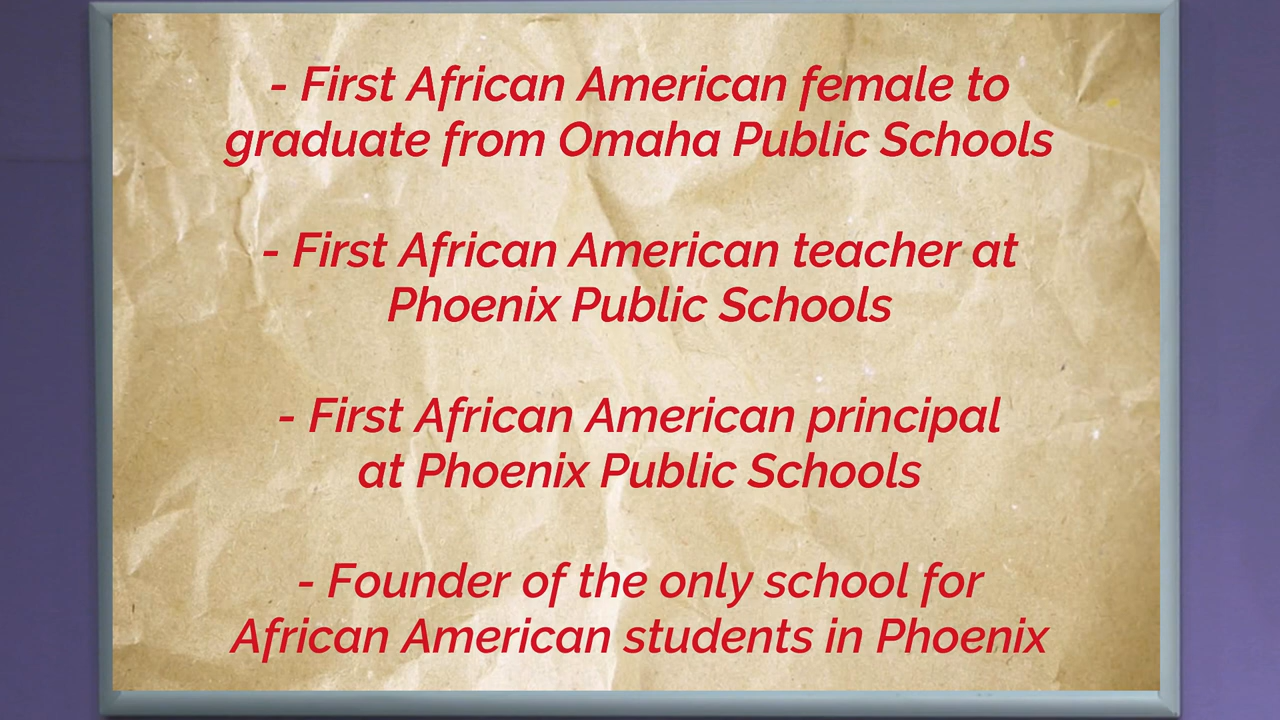 - First African American female to
graduate from Omaha Public Schools
- First African American teacher at
Phoenix Public Schools
- First African American principal
at Phoenix Public Schools
- Founder of the only school for
African American students in Phoenix